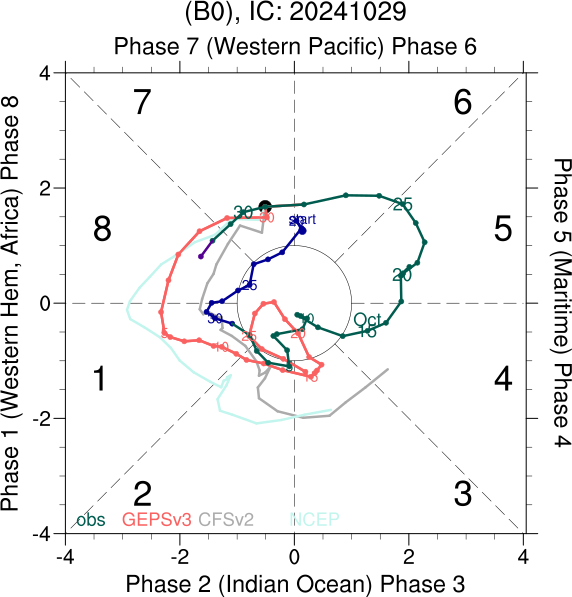 (B0), IC: 20241029
Phase 7 (Western Pacific) Phase 6
Phase 1 (Western Hem, Africa) Phase 8
Phase 5 (Maritime) Phase 4
Phase 2 (Indian Ocean) Phase 3
4
2
0
-2
-4
-4
-2
0
2
4
7
6
8
5
1
4
2
3
30
30
start
25
20
25
30
Oct
15
5
10
25
20
15
obs
GEPSv3
CFSv2
NCEP